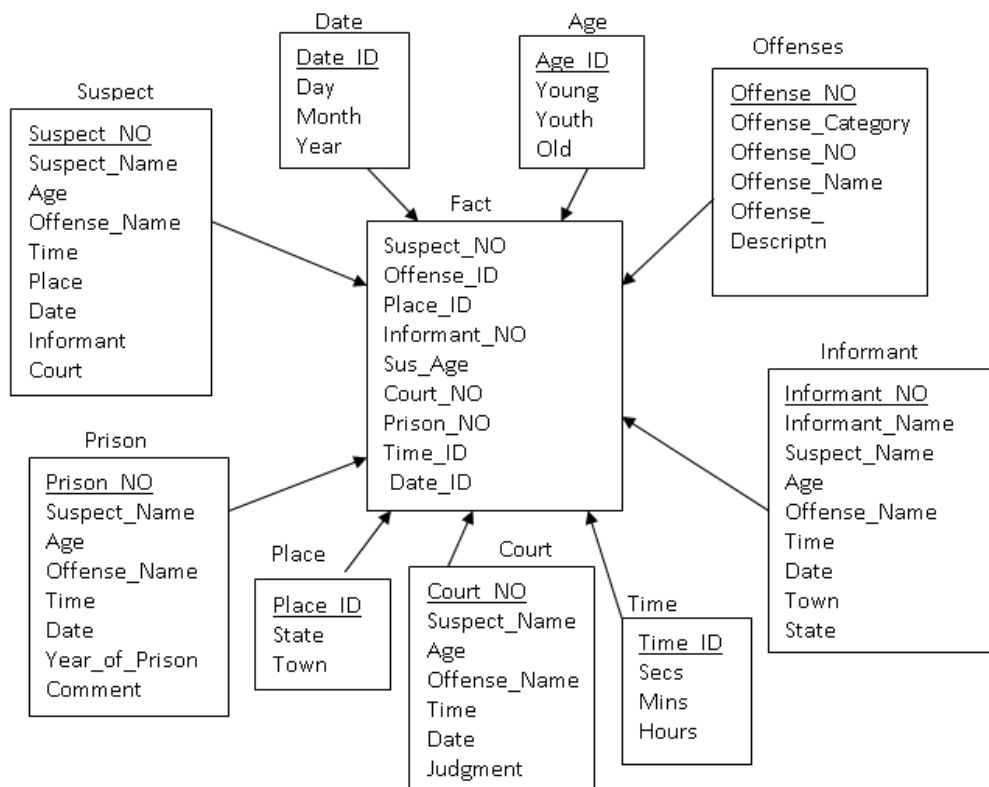 Date
Date_ID
Day
Month
Year
Age
Age_ID
Young
Youth
Old
Offenses
Offense_NO
Offense_Category
Offense_NO
Offense_Name
Offense_
Descriptn
Suspect
Suspect_NO
Suspect_Name
Age
Offense_Name
Time
Place
Date
Informant
Court
Fact
Suspect_NO
Offense_ID
Place_ID
Informant_NO
Sus_Age
Court_NO
Prison_NO
Time_ID
Date_ID
Informant
Informant_NO
Informant_Name
Suspect_Name
Age
Offense_Name
Time
Date
Town
State
Prison
Prison_NO
Suspect_Name
Age
Offense_Name
Time
Date
Year_of_Prison
Comment
Place
Place_ID
State
Town
Court
Court_NO
Suspect_Name
Age
Offense_Name
Time
Date
Judgment
Time
Time_ID
Secs
Mins
Hours